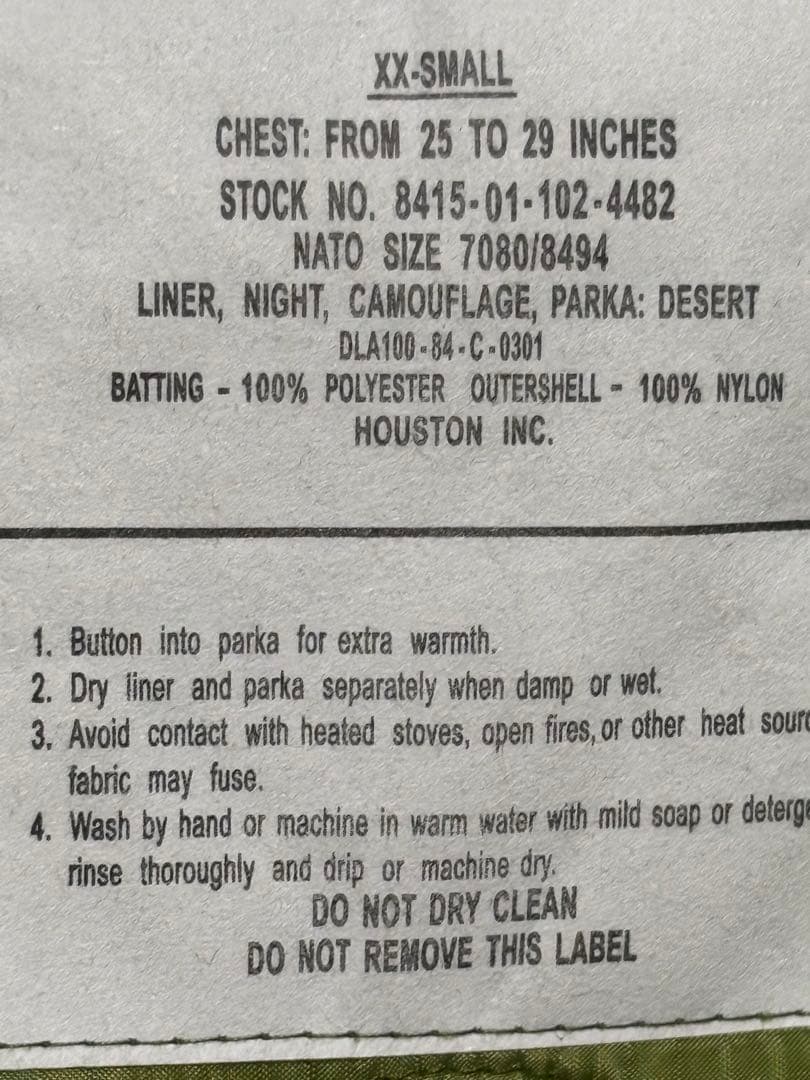 XX-SMALL
CHEST: FROM 25 TO 29 INCHES
STOCK NO. 8415-01-102-4482
NATO SIZE 7080/8494
LINER, NIGHT, CAMOUFLAGE, PARKA: DESERT
DLA100-84-C-0301
BATTING - 100% POLYESTER OUTERSHELL - 100% NYLON
HOUSTON INC.
1. Button into parka for extra warmth.
2. Dry liner and parka separately when damp or wet.
3. Avoid contact with heated stoves, open fires, or other heat sourc
fabric may fuse.
4. Wash by hand or machine in warm water with mild soap or deterge
rinse thoroughly and drip or machine dry.
DO NOT DRY CLEAN
DO NOT REMOVE THIS LABEL